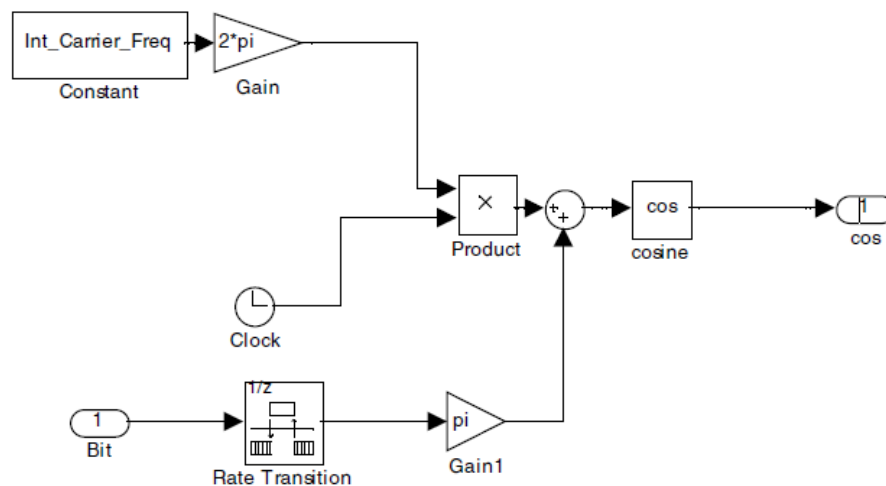 Int_Carrier_Freq
Constant
2*pi
Gain
×
Product
+
+
cos
cosine
1
cos
Clock
1
Bit
1/z
Rate Transition
pi
Gain1